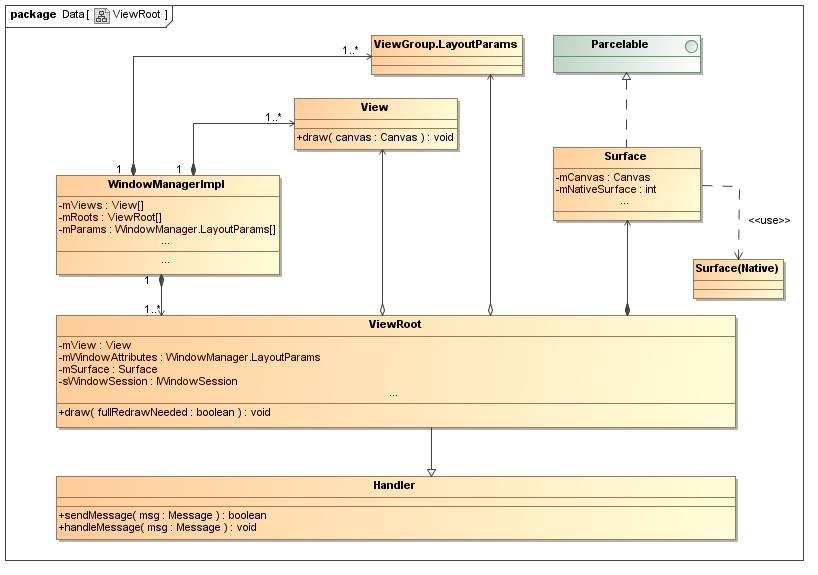 package Data[ ViewRoot ]
ViewGroup.LayoutParams
Parcelable
1..*
View
+draw( canvas : Canvas ) : void
1..*
Surface
-mCanvas : Canvas
-mNativeSurface : int
...
1
1
WindowManagerImpl
-mViews : View[]
-mRoots : ViewRoot[]
-mParams : WindowManager.LayoutParams[]
...
...
<<use>>
Surface(Native)
1
1..*
ViewRoot
-mView : View
-mWindowAttributes : WindowManager.LayoutParams
-mSurface : Surface
-sWindowSession : IWindowSession
...
+draw( fullRedrawNeeded : boolean ) : void
Handler
+sendMessage( msg : Message ) : boolean
+handleMessage( msg : Message ) : void